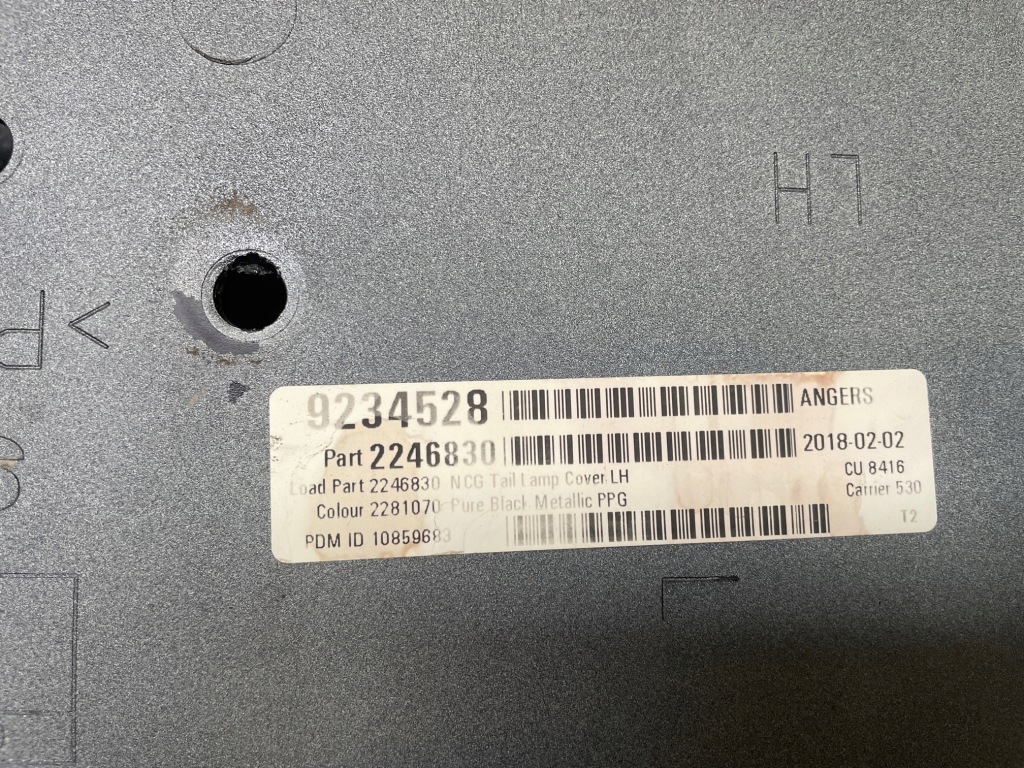 LH
9234528 ANGERS
Part 2246830 2018-02-02
Load Part 2246830 NCG Tail Lamp Cover LH CU 8416
Colour 2281070-Pure Black Metallic PPG Carrier 530
PDM ID 10859683 T2